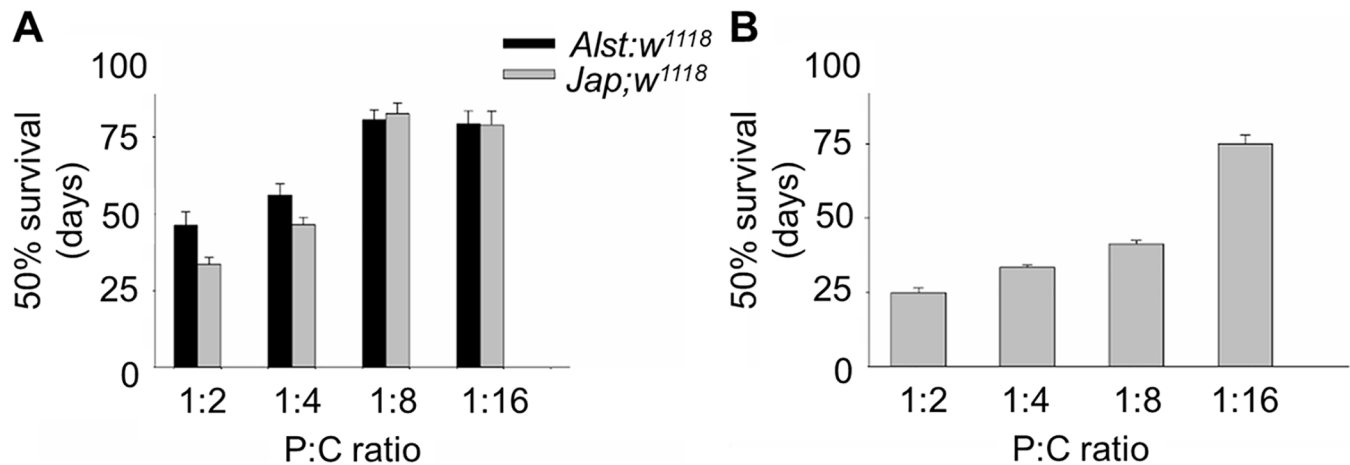 A
Alst:w1118
Jap;w1118
100
75
50
25
0
50% survival
(days)
1:2 1:4 1:8 1:16
P:C ratio
B
100
75
50
25
0
50% survival
(days)
1:2 1:4 1:8 1:16
P:C ratio